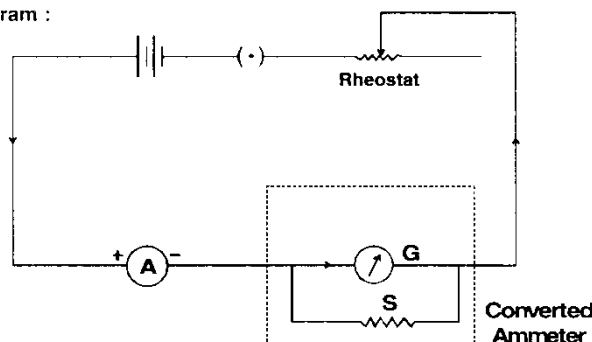 ram :
Rheostat
+ A −
G
S
Converted
Ammeter